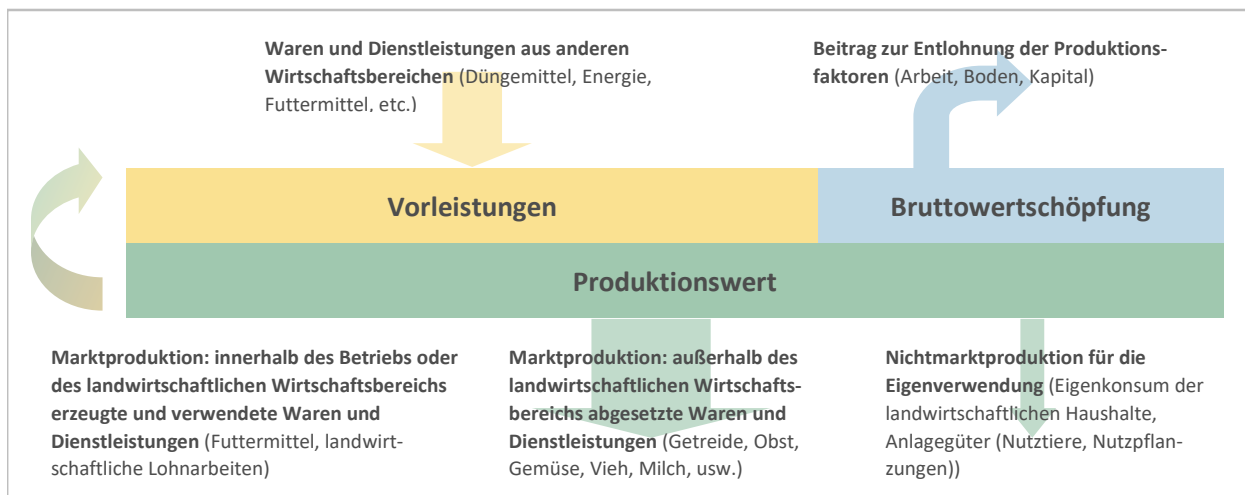 Waren und Dienstleistungen aus anderen
Wirtschaftsbereichen (Düngemittel, Energie,
Futtermittel, etc.)
Beitrag zur Entlohnung der Produktions-
faktoren (Arbeit, Boden, Kapital)
Vorleistungen
Bruttowertschöpfung
Produktionswert
Marktproduktion: innerhalb des Betriebs oder
des landwirtschaftlichen Wirtschaftsbereichs
erzeugte und verwendete Waren und
Dienstleistungen (Futtermittel, landwirt-
schaftliche Lohnarbeiten)
Marktproduktion: außerhalb des
landwirtschaftlichen Wirtschafts-
bereichs abgesetzte Waren und
Dienstleistungen (Getreide, Obst,
Gemüse, Vieh, Milch, usw.)
Nichtmarktproduktion für die
Eigenverwendung (Eigenkonsum der
landwirtschaftlichen Haushalte,
Anlagegüter (Nutztiere, Nutzpflan-
zungen))